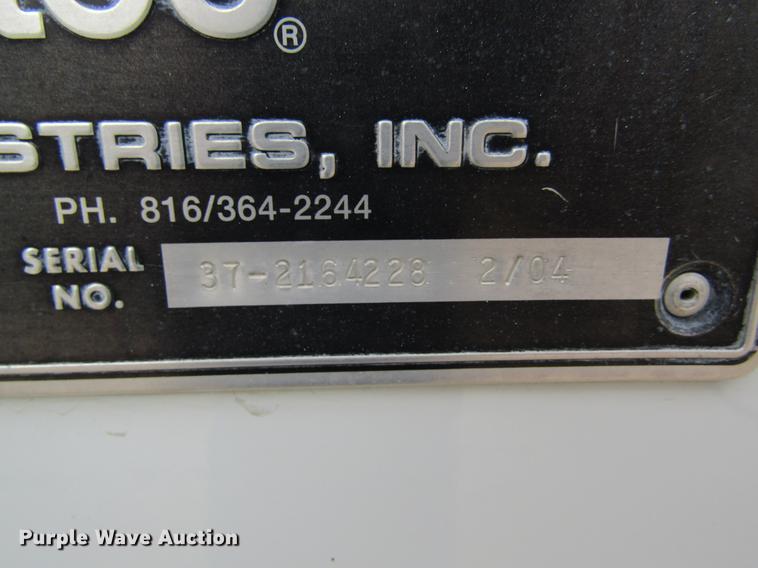 ®
STRIES, INC.
PH. 816/364-2244
SERIAL NO. 37-2164228 2/04
Purple Wave Auction